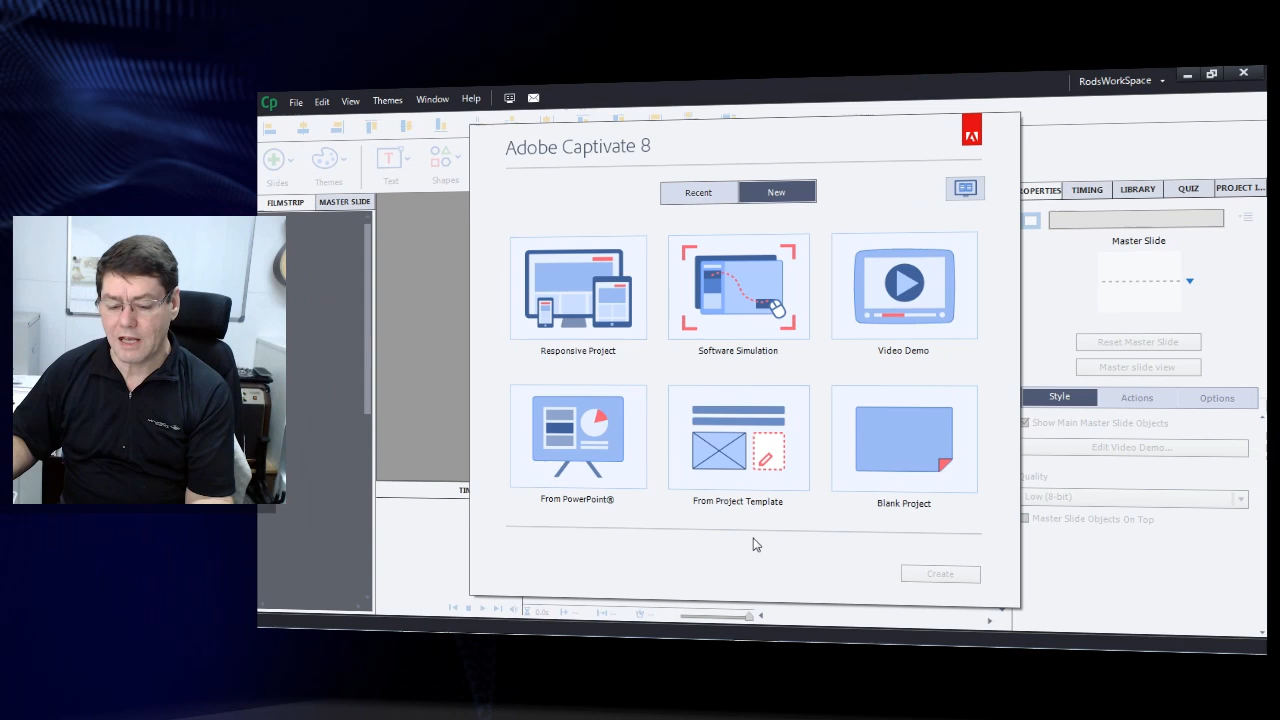 Cp File Edit View Themes Window Help
RodsWorkSpace
Slides Themes Text Shapes
FILMSTRIP MASTER SLIDE
Adobe Captivate 8
Recent New
Responsive Project Software Simulation Video Demo
From PowerPoint® From Project Template Blank Project
Create
TIM
0.0s
OPERTIES TIMING LIBRARY QUIZ PROJECT I...
Master Slide
Reset Master Slide
Master slide view
Style Actions Options
Show Main Master Slide Objects
Edit Video Demo...
Quality
Low (8-bit)
Master Slide Objects On Top